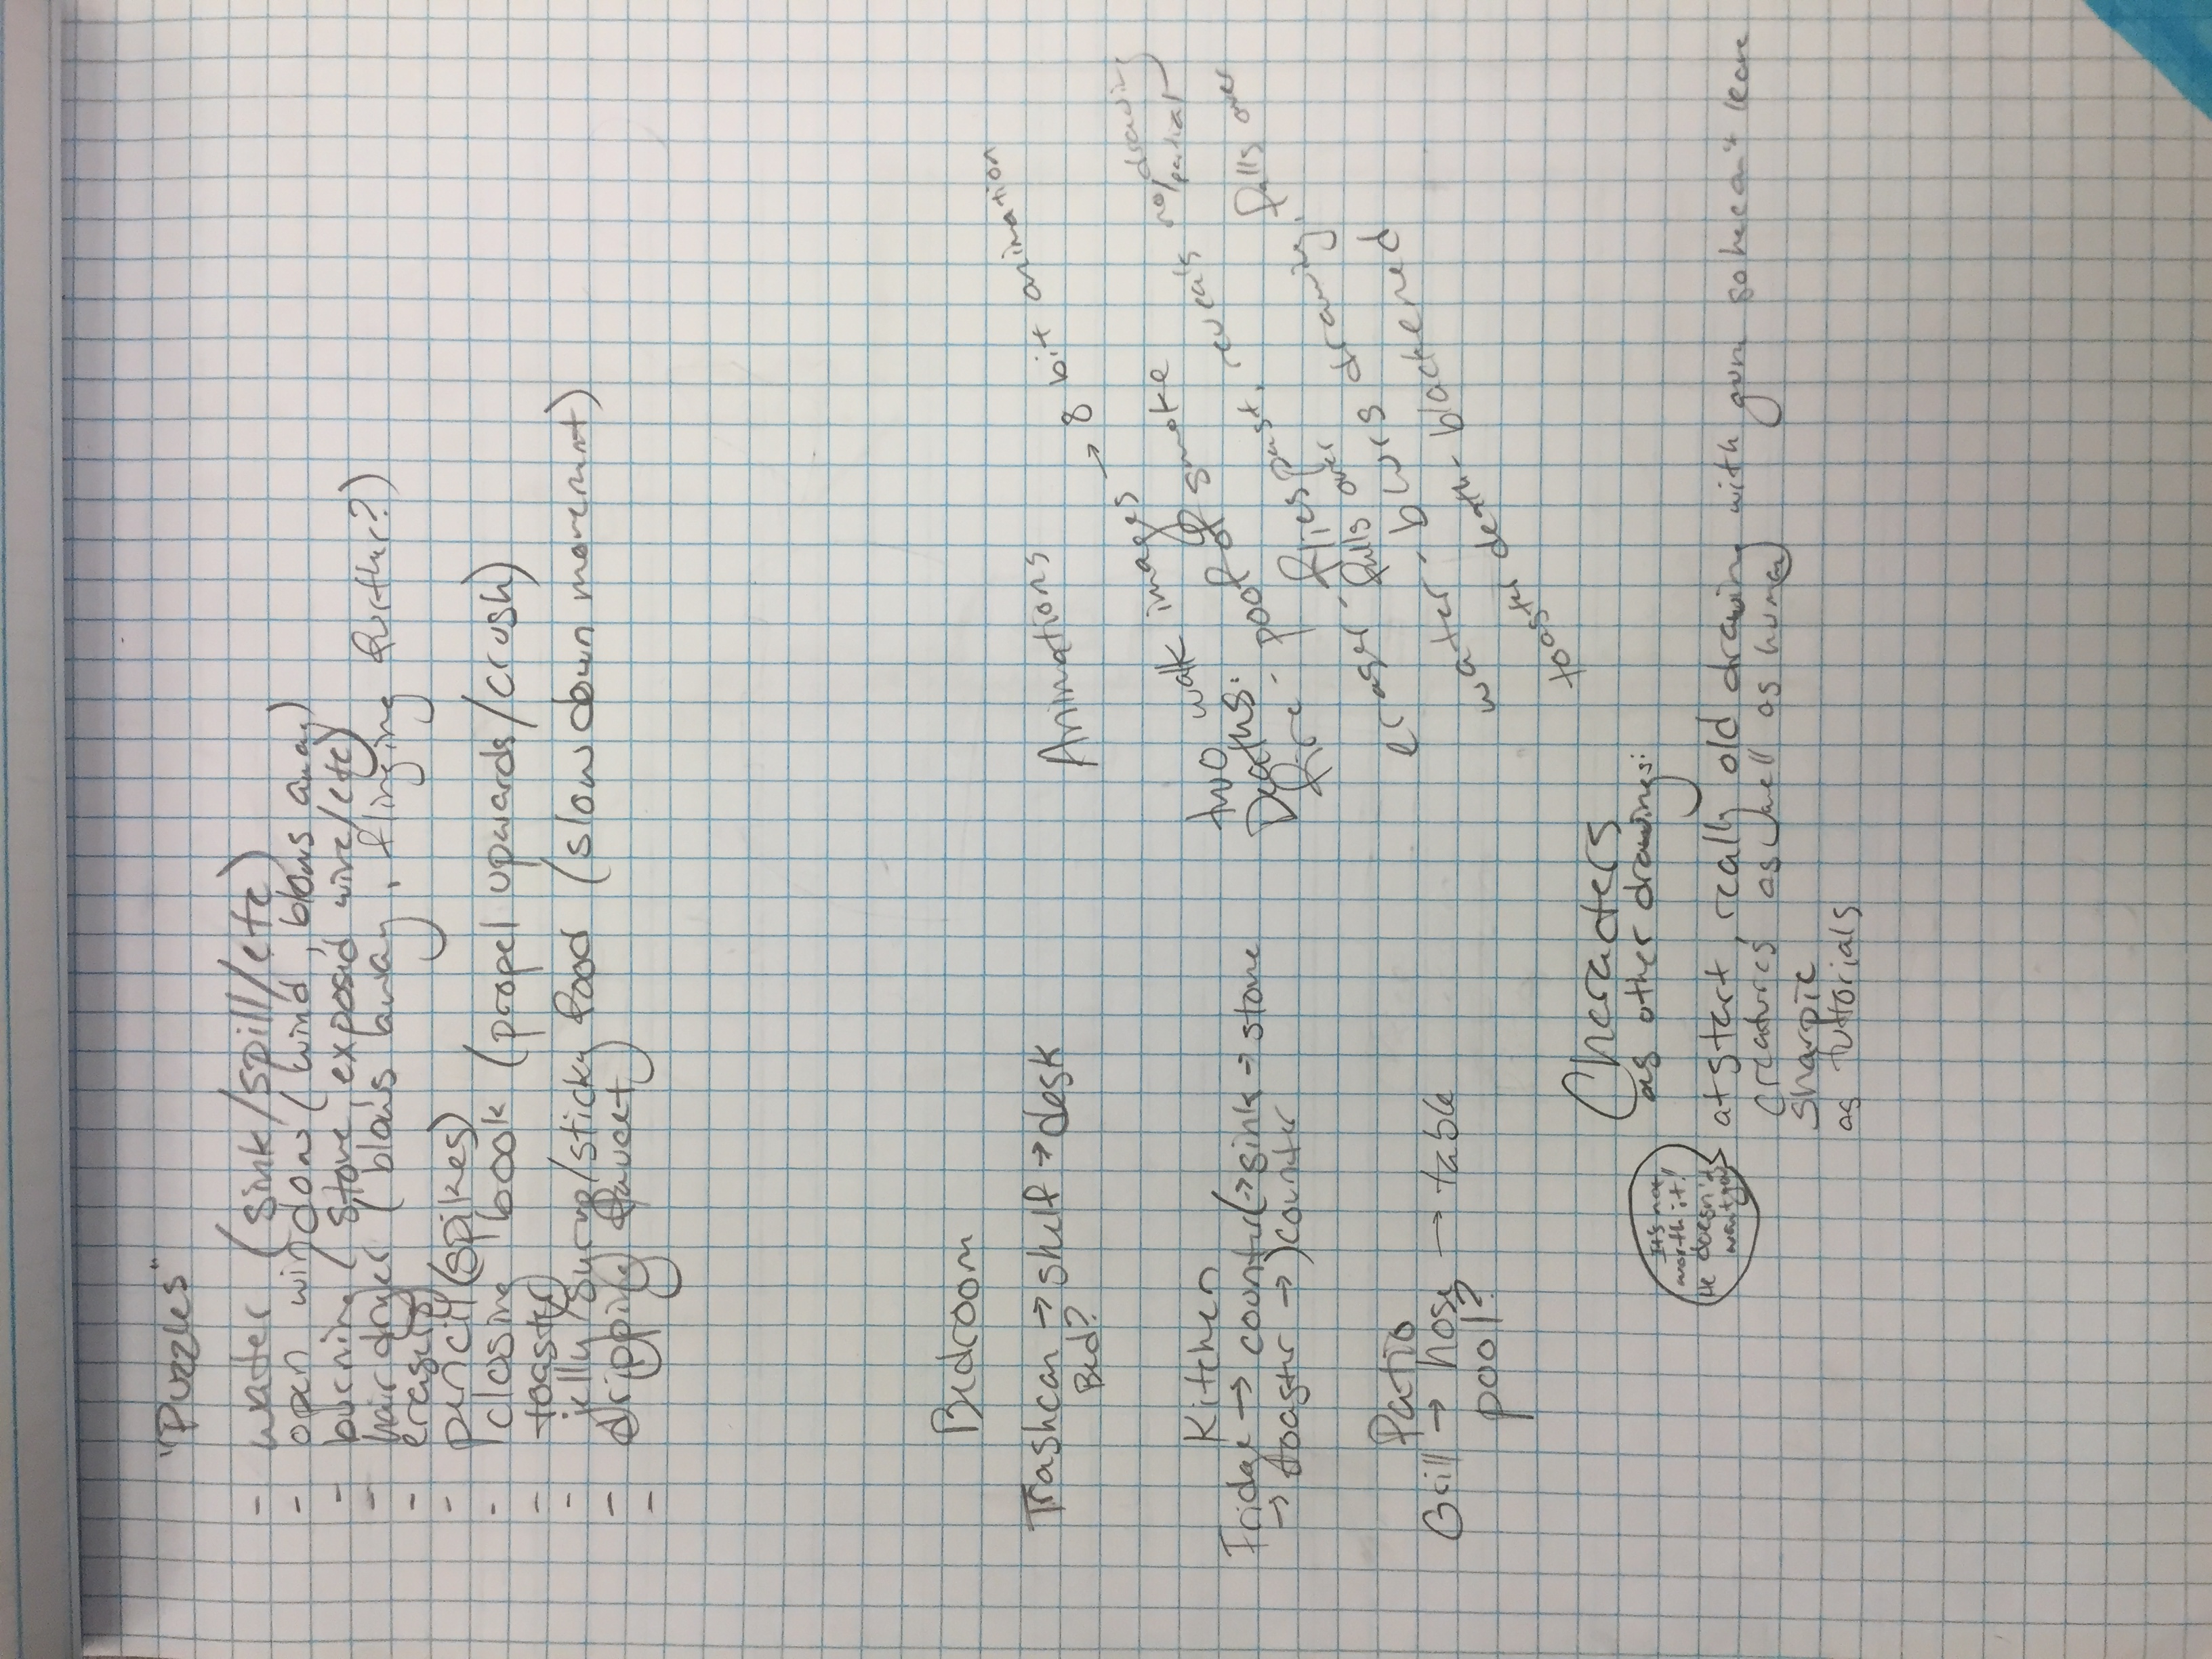 "Puzzles"
- water (sink/spill/etc)
- open window (wind, blows away)
- burning (stove, exposed wire/etc)
- hair dryer (blows away, flinging further?)
- erasers
- pencil (spikes)
- closing book (propel upwards/crush)
- toaster
- jelly/syrup/sticky food (slow down movement)
- dripping faucet
-
Bedroom
Trashcan → shelf → desk
Bed?
Kitchen
Fridge → counter (→ sink → stove
→ toaster → ) counter
Patio
Grill → hose → table
pool?
Animations
two walk images → 8 bit animation
Deaths:
fire - poof of smoke
eraser - flies past, reveals no/partial drawing
falls over
water - blurs drawing, falls over
toaster death - blackened
Characters
as other drawings:
It's not
worth it!
He doesn't
want you
at start, really old drawing with gum so he can't leave
creatures as well as human
Sharpie
as tutorials